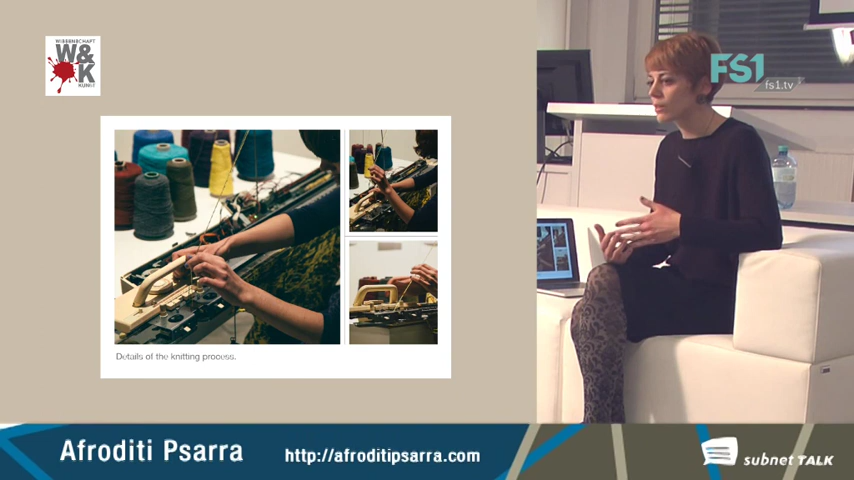 WISSENSCHAFT
W&
K
KUNST
FS1
fs1.tv
Details of the knitting process.
Afroditi Psarra
http://afroditipsarra.com
subnet TALK